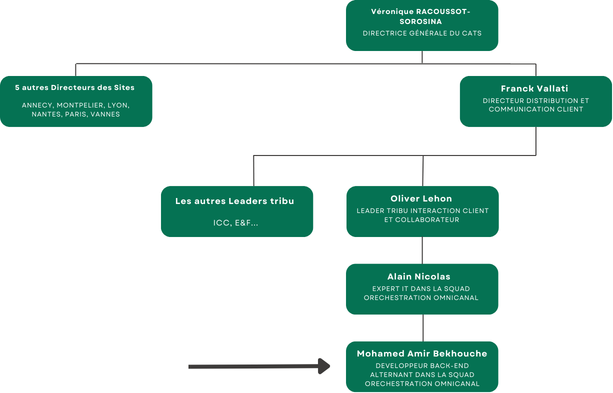 Véronique RACOUSSOT-
SOROSINA
DIRECTRICE GÉNÉRALE DU CATS
5 autres Directeurs des Sites
ANNECY, MONTPELIER, LYON,
NANTES, PARIS, VANNES
Franck Vallati
DIRECTEUR DISTRIBUTION ET
COMMUNICATION CLIENT
Les autres Leaders tribu
ICC, E&F...
Oliver Lehon
LEADER TRIBU INTERACTION CLIENT
ET COLLABORATEUR
Alain Nicolas
EXPERT IT DANS LA SQUAD
ORECHESTRATION OMNICANAL
Mohamed Amir Bekhouche
DEVELOPPEUR BACK-END
ALTERNANT DANS LA SQUAD
ORECHESTRATION OMNICANAL